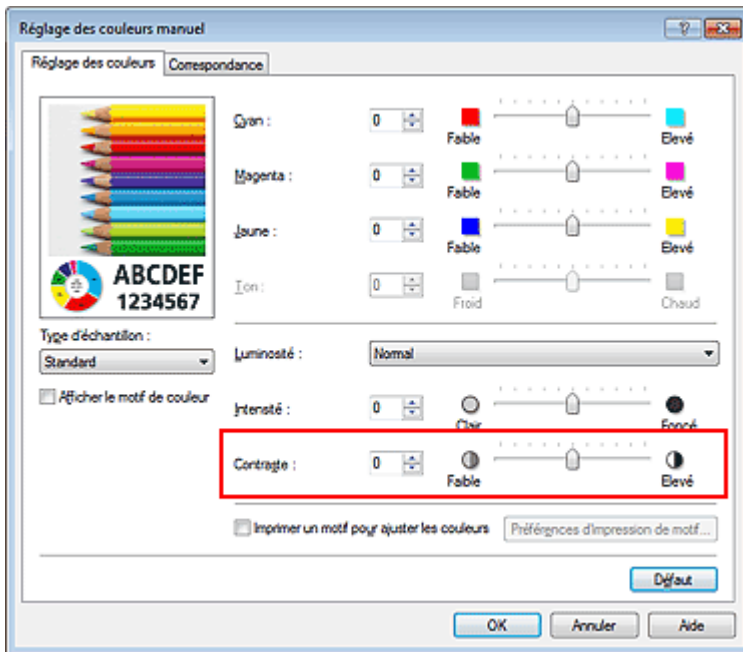 Réglage des couleurs manuel
Réglage des couleurs
Correspondance
Cyan :
0
Faible
Elevé
Magenta :
0
Faible
Elevé
Jaune :
0
Faible
Elevé
Ton :
0
Froid
Chaud
ABCDEF
1234567
Type d'échantillon :
Standard
Afficher le motif de couleur
Luminosité :
Normal
Intensité :
0
Clair
Foncé
Contraste :
0
Faible
Elevé
Imprimer un motif pour ajuster les couleurs
Préférences d'impression de motif...
Défaut
OK
Annuler
Aide